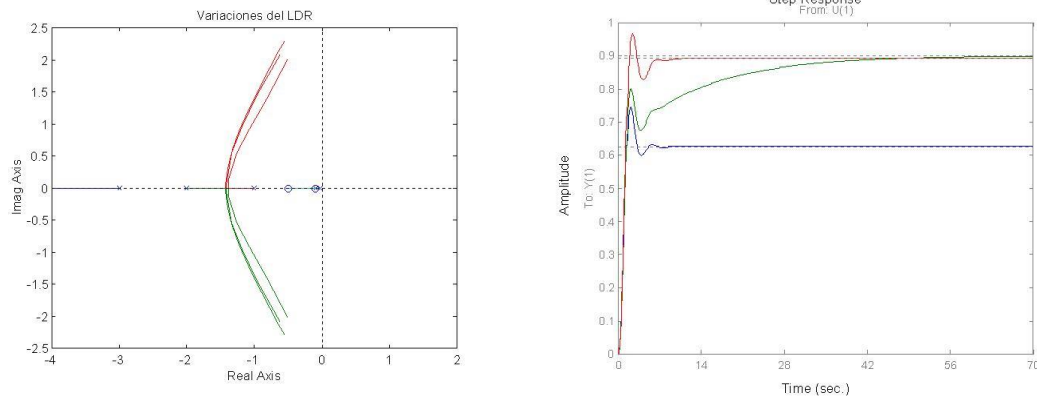 Variaciones del LDR
2.5
2
1.5
1
0.5
0
-0.5
-1
-1.5
-2
-2.5
Imag Axis
-4 -3 -2 -1 0 1 2
Real Axis
Step Response
From: U(1)
1
0.9
0.8
0.7
0.6
0.5
0.4
0.3
0.2
0.1
0
Amplitude
To: Y(1)
0 14 28 42 56 70
Time (sec.)